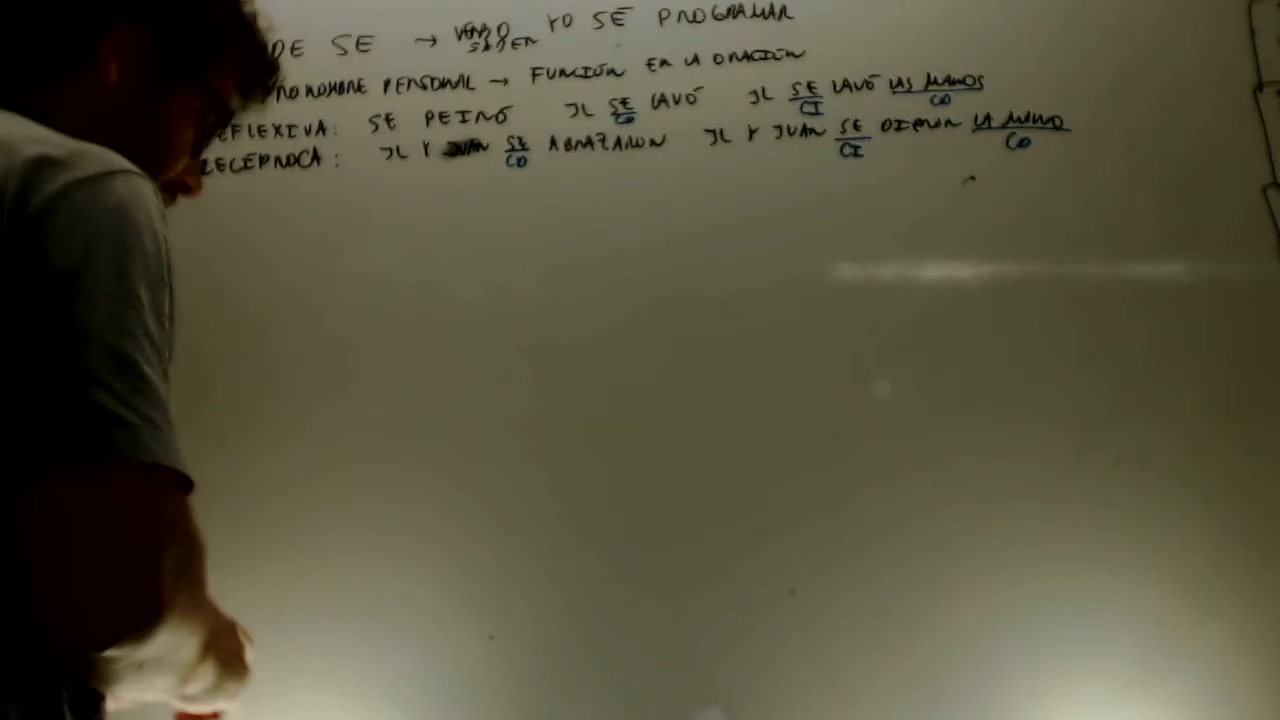 DE SE → VERBO SABER YO SÉ PROGRAMAR
PRONOMBRE PERSONAL → FUNCIÓN EN LA ORACIÓN
EFLEXIVA: SE PEINÓ JL SE LAVÓ JL SE LAVÓ LAS MANOS
CD CI CD
RECÍPROCA: JL Y JUAN SE ABRAZARON JL Y JUAN SE DIERON LA MANO
CD CI CD